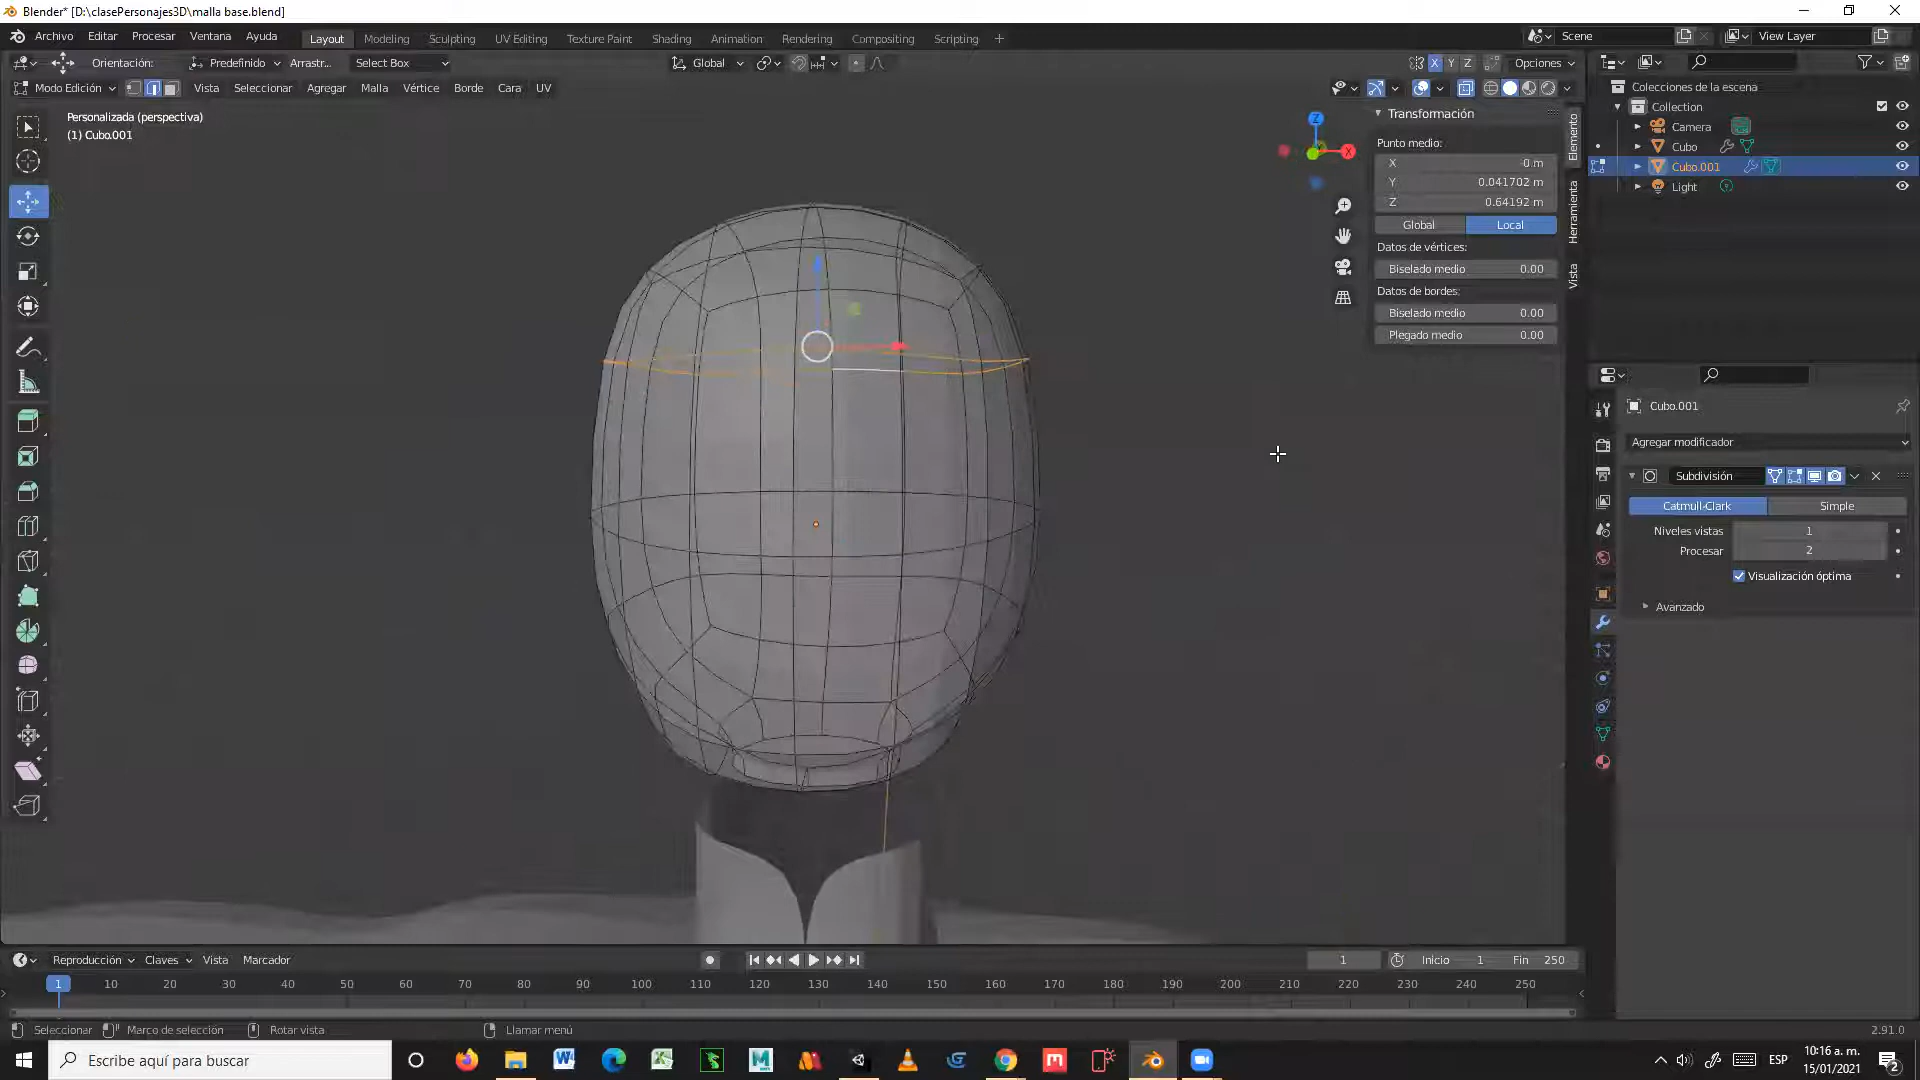 Blender* [D:\clasePersonajes3D\malla base.blend]
Archivo Editar Procesar Ventana Ayuda Layout Modeling Sculpting UV Editing Texture Paint Shading Animation Rendering Compositing Scripting + Scene View Layer
Orientación: Predefinido Arrastr... Select Box Global X Y Z Opciones
Modo Edición Vista Seleccionar Agregar Malla Vértice Borde Cara UV
Personalizada (perspectiva)
(1) Cubo.001
Z
X
Transformación
Punto medio:
X -0 m
Y 0.041702 m
Z 0.64192 m
Global Local
Datos de vértices:
Biselado medio 0.00
Datos de bordes:
Biselado medio 0.00
Plegado medio 0.00
Elemento
Herramienta
Vista
Colecciones de la escena
Collection
Camera
Cubo
Cubo.001
Light
Cubo.001
Agregar modificador
Subdivisión
Catmull-Clark Simple
Niveles vistas 1
Procesar 2
Visualización óptima
Avanzado
Reproducción Claves Vista Marcador 1 Inicio 1 Fin 250
1 10 20 30 40 50 60 70 80 90 100 110 120 130 140 150 160 170 180 190 200 210 220 230 240 250
Seleccionar Marco de selección Rotar vista Llamar menú 2.91.0
Escribe aquí para buscar
ESP
10:16 a. m.
15/01/2021
2